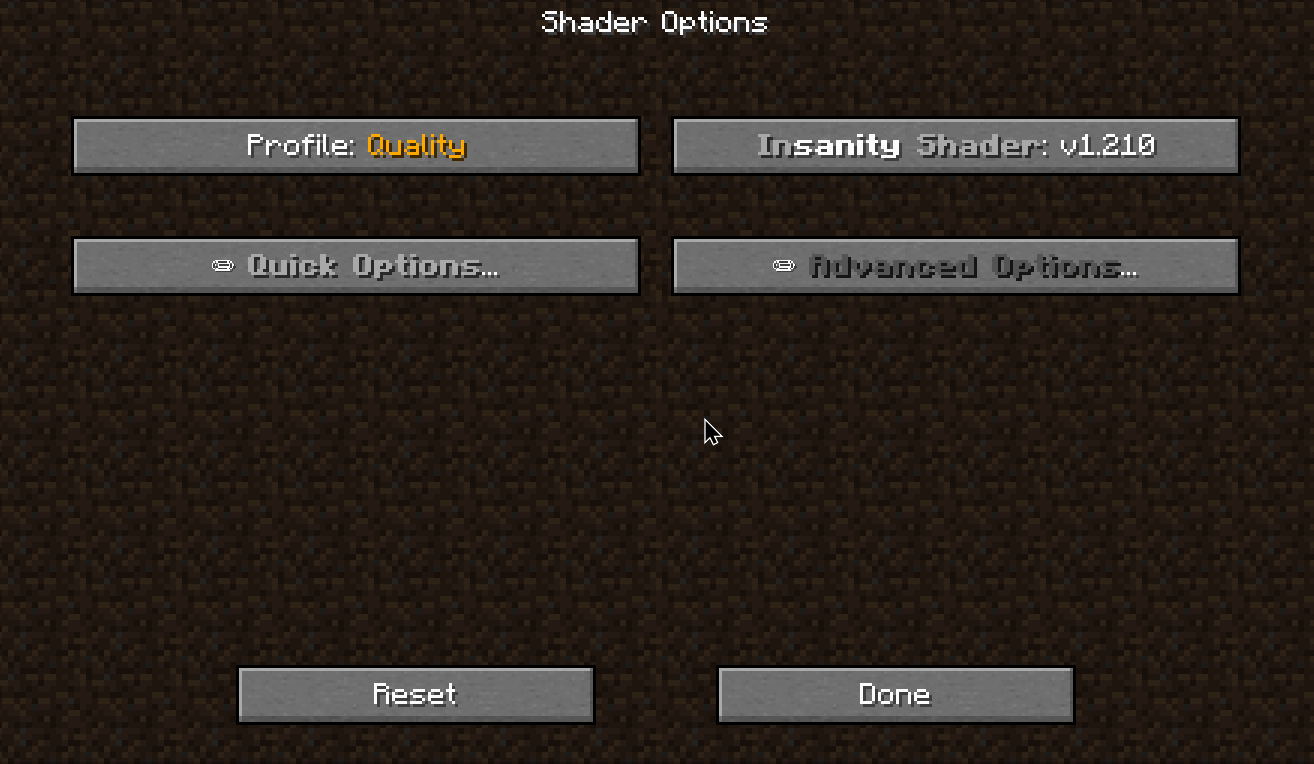 Shader Options
Profile: Quality
Insanity Shader: v1.210
✏ Quick Options...
✏ Advanced Options...
Reset
Done